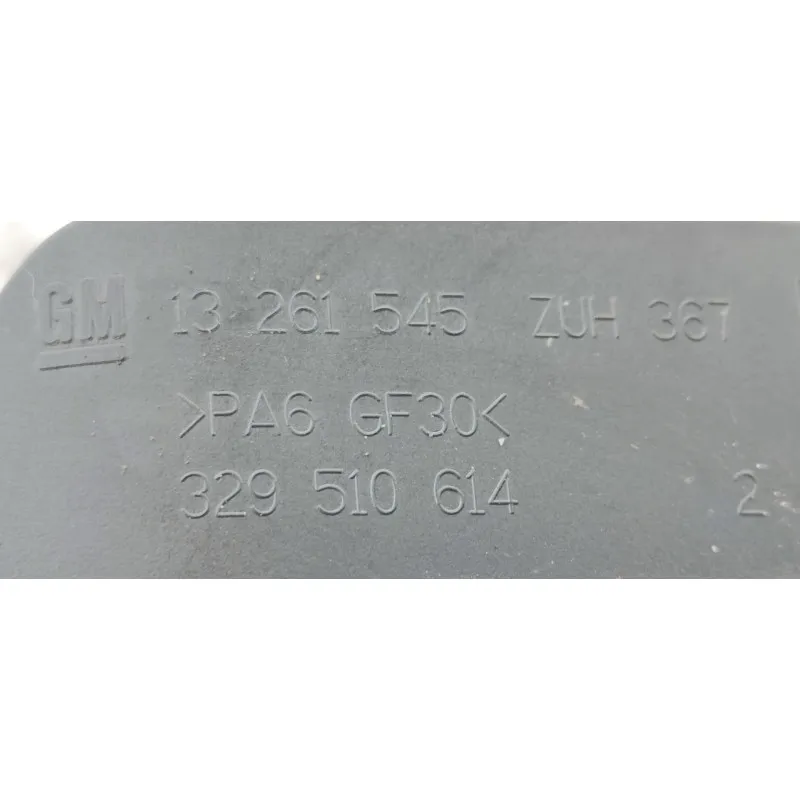 GM 13 261 545 ZUH 367
>PA6 GF30<
329 510 614 2